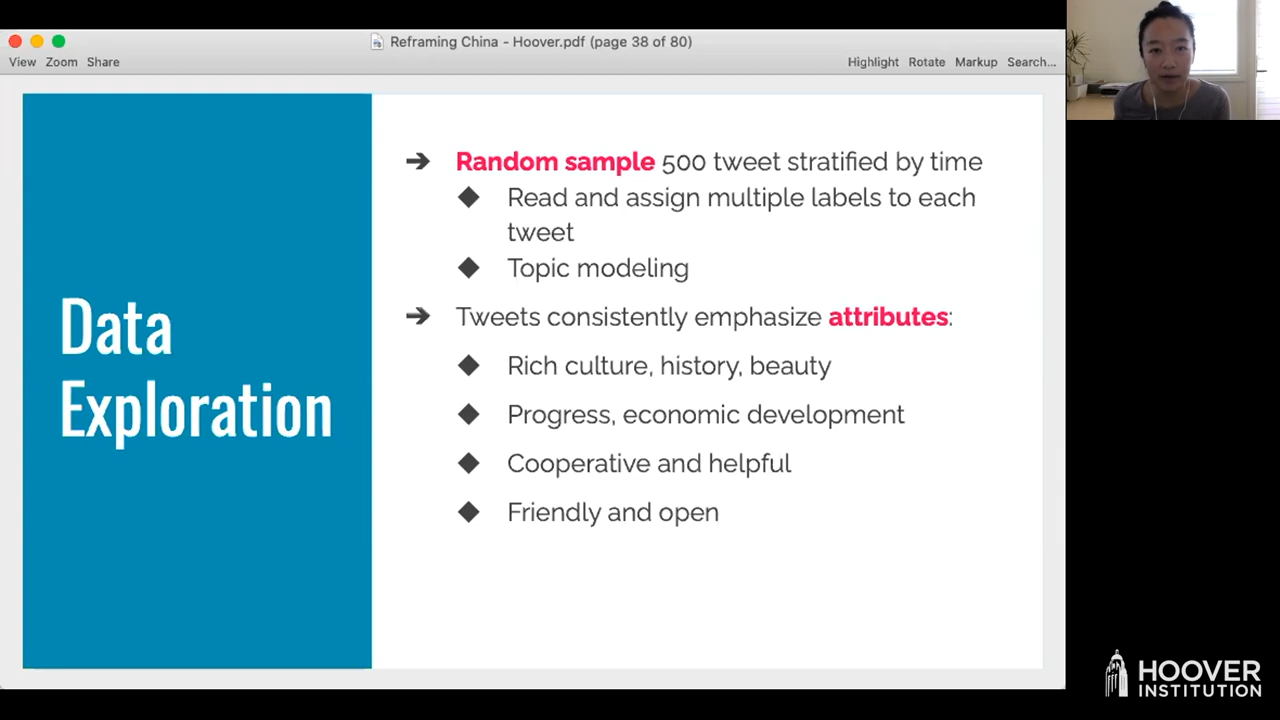 Reframing China - Hoover.pdf (page 38 of 80)
View Zoom Share
Highlight Rotate Markup Search...
Data
Exploration
➔ Random sample 500 tweet stratified by time
◆ Read and assign multiple labels to each
tweet
◆ Topic modeling
➔ Tweets consistently emphasize attributes:
◆ Rich culture, history, beauty
◆ Progress, economic development
◆ Cooperative and helpful
◆ Friendly and open
HOOVER
INSTITUTION